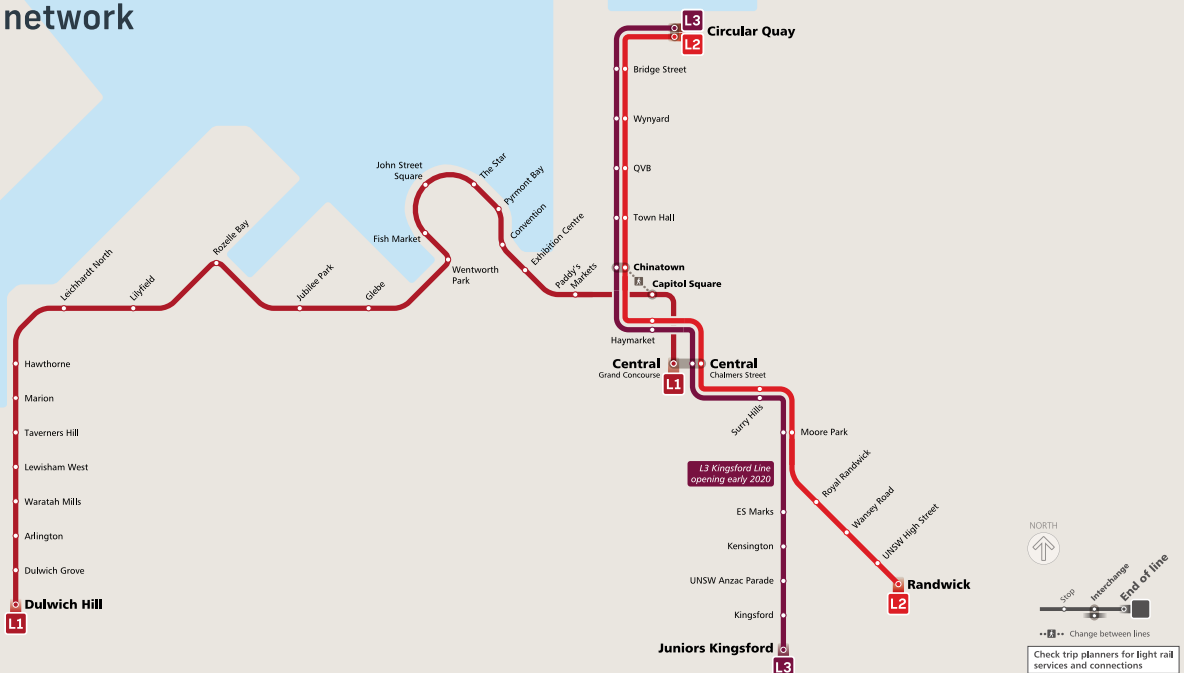 network
L3
L2
Circular Quay
Bridge Street
Wynyard
QVB
Town Hall
Chinatown
Capitol Square
Haymarket
Central
Grand Concourse
L1
Central
Chalmers Street
Surry Hills
Moore Park
L3 Kingsford Line
opening early 2020
Royal Randwick
Wansey Road
UNSW High Street
Randwick
L2
ES Marks
Kensington
UNSW Anzac Parade
Kingsford
Juniors Kingsford
L3
Paddy's
Markets
Exhibition Centre
Convention
Pyrmont Bay
The Star
John Street
Square
Fish Market
Wentworth
Park
Glebe
Jubilee Park
Rozelle Bay
Lilyfield
Leichhardt North
Hawthorne
Marion
Taverners Hill
Lewisham West
Waratah Mills
Arlington
Dulwich Grove
Dulwich Hill
L1
NORTH
Stop
Interchange
End of line
Change between lines
Check trip planners for light rail
services and connections